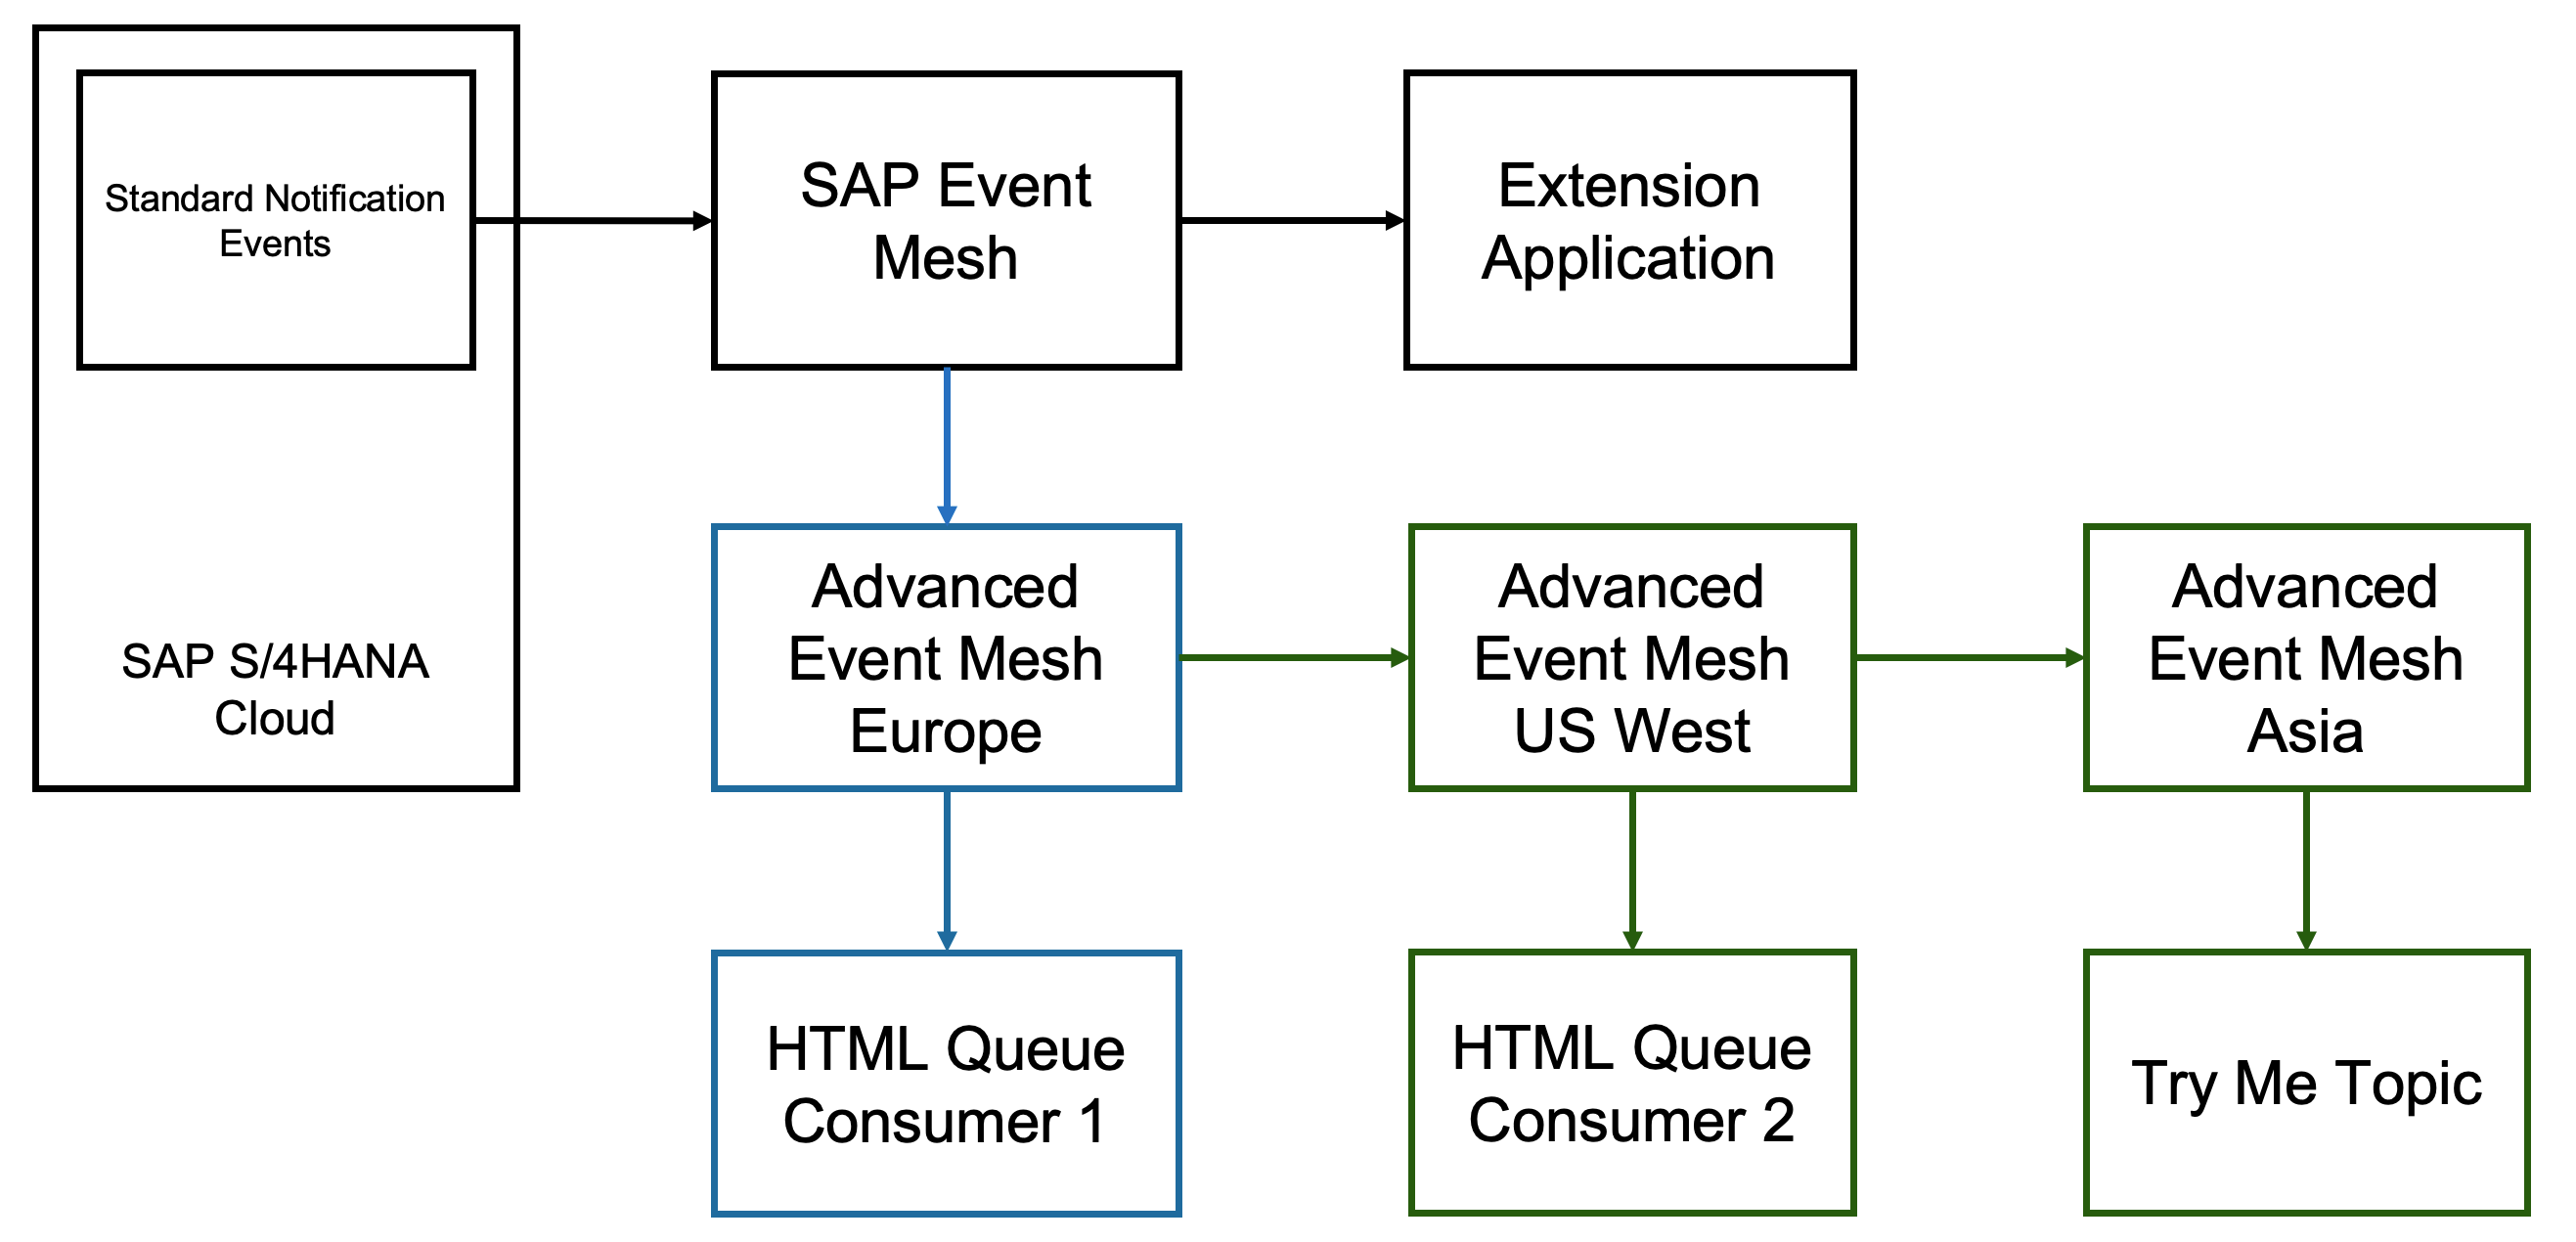 Standard Notification
Events
SAP S/4HANA
Cloud
SAP Event
Mesh
Extension
Application
Advanced
Event Mesh
Europe
Advanced
Event Mesh
US West
Advanced
Event Mesh
Asia
HTML Queue
Consumer 1
HTML Queue
Consumer 2
Try Me Topic